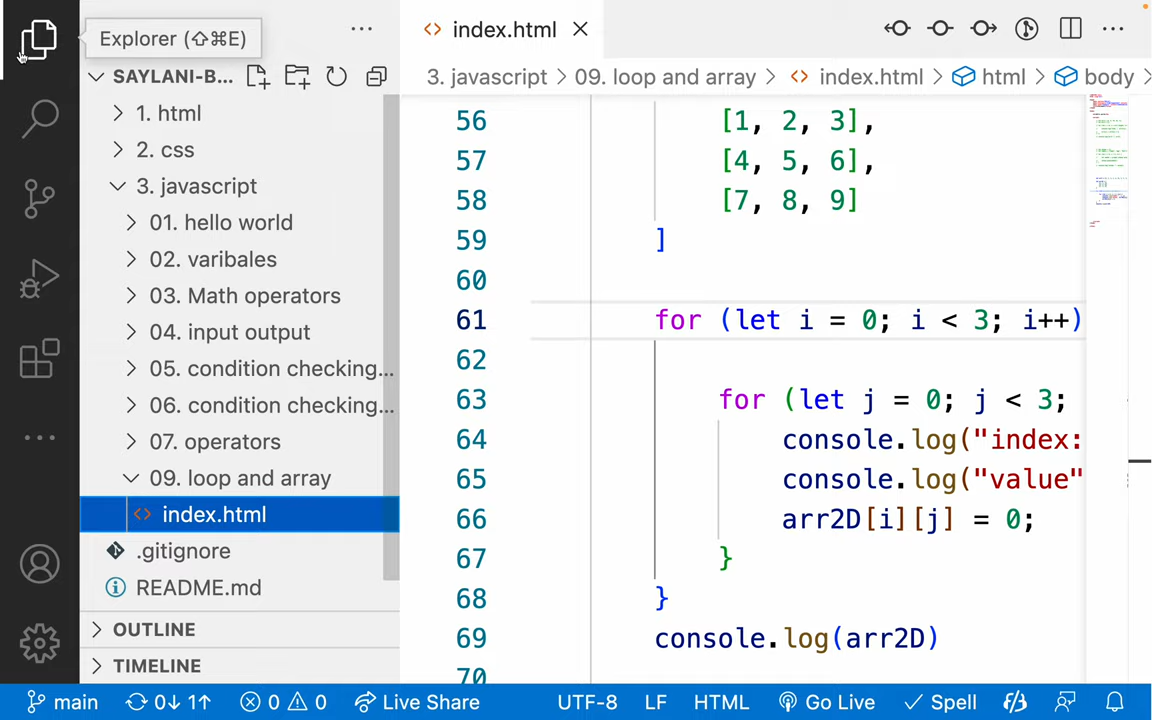 Explorer (⇧⌘E)
SAYLANI-B...
1. html
2. css
3. javascript
01. hello world
02. varibales
03. Math operators
04. input output
05. condition checking...
06. condition checking...
07. operators
09. loop and array
index.html
.gitignore
README.md
OUTLINE
TIMELINE
index.html
3. javascript > 09. loop and array > index.html > html > body >
56 [1, 2, 3],
57 [4, 5, 6],
58 [7, 8, 9]
59 ]
60
61 for (let i = 0; i < 3; i++)
62
63 for (let j = 0; j < 3;
64 console.log("index:
65 console.log("value"
66 arr2D[i][j] = 0;
67 }
68 }
69 console.log(arr2D)
70
main 0↓ 1↑ 0 0 Live Share UTF-8 LF HTML Go Live Spell